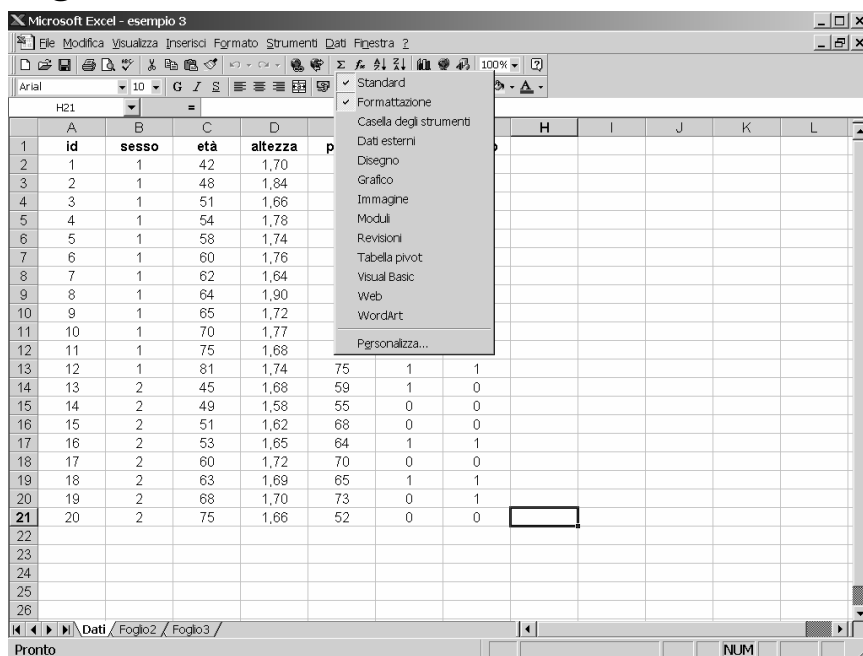 Microsoft Excel - esempio 3
File Modifica Visualizza Inserisci Formato Strumenti Dati Finestra ?
100%
Arial 10 G C S
H21 =
Standard
Formattazione
Casella degli strumenti
Dati esterni
Disegno
Grafico
Immagine
Moduli
Revisioni
Tabella pivot
Visual Basic
Web
WordArt
Personalizza...
A B C D H I J K L
1 id sesso età altezza p o
2 1 1 42 1,70
3 2 1 48 1,84
4 3 1 51 1,66
5 4 1 54 1,78
6 5 1 58 1,74
7 6 1 60 1,76
8 7 1 62 1,64
9 8 1 64 1,90
10 9 1 65 1,72
11 10 1 70 1,77
12 11 1 75 1,68
13 12 1 81 1,74 75 1 1
14 13 2 45 1,68 59 1 0
15 14 2 49 1,58 55 0 0
16 15 2 51 1,62 68 0 0
17 16 2 53 1,65 64 1 1
18 17 2 60 1,72 70 0 0
19 18 2 63 1,69 65 1 1
20 19 2 68 1,70 73 0 1
21 20 2 75 1,66 52 0 0
22
23
24
25
26
Dati Foglio2 Foglio3
Pronto NUM